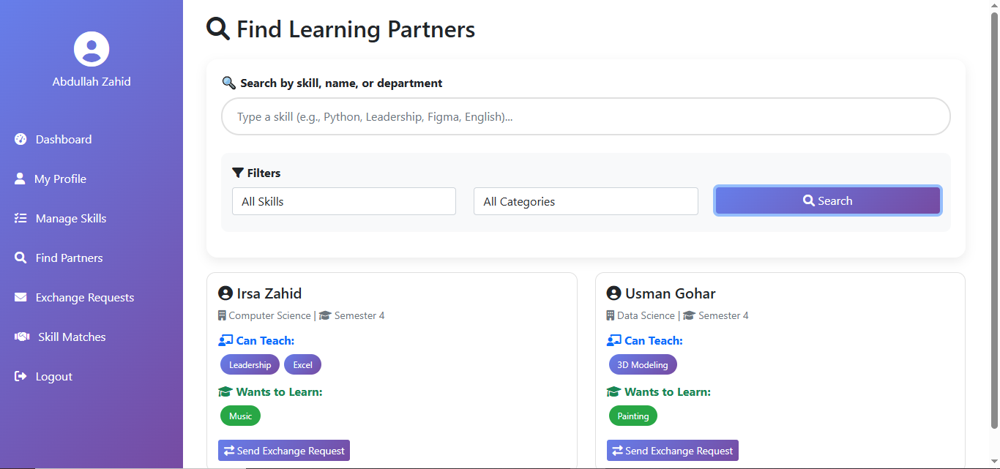 Abdullah Zahid
Dashboard
My Profile
Manage Skills
Find Partners
Exchange Requests
Skill Matches
Logout
Find Learning Partners
Search by skill, name, or department
Type a skill (e.g., Python, Leadership, Figma, English)...
Filters
All Skills
All Categories
Search
Irsa Zahid
Computer Science | Semester 4
Can Teach:
Leadership Excel
Wants to Learn:
Music
Send Exchange Request
Usman Gohar
Data Science | Semester 4
Can Teach:
3D Modeling
Wants to Learn:
Painting
Send Exchange Request